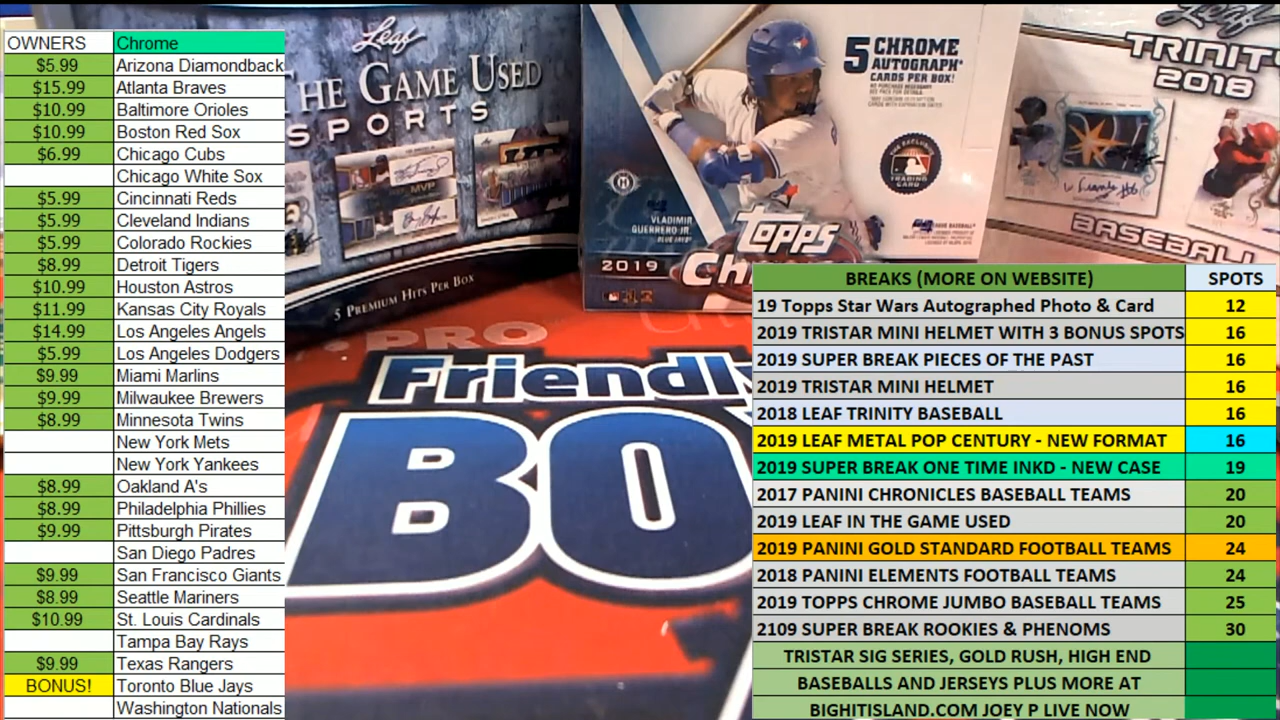 OWNERS Chrome
$5.99 Arizona Diamondback
$15.99 Atlanta Braves
$10.99 Baltimore Orioles
$10.99 Boston Red Sox
$6.99 Chicago Cubs
Chicago White Sox
$5.99 Cincinnati Reds
$5.99 Cleveland Indians
$5.99 Colorado Rockies
$8.99 Detroit Tigers
$10.99 Houston Astros
$11.99 Kansas City Royals
$14.99 Los Angeles Angels
$5.99 Los Angeles Dodgers
$9.99 Miami Marlins
$9.99 Milwaukee Brewers
$8.99 Minnesota Twins
New York Mets
New York Yankees
$8.99 Oakland A's
$8.99 Philadelphia Phillies
$9.99 Pittsburgh Pirates
San Diego Padres
$9.99 San Francisco Giants
$8.99 Seattle Mariners
$10.99 St. Louis Cardinals
Tampa Bay Rays
$9.99 Texas Rangers
BONUS! Toronto Blue Jays
Washington Nationals
Leaf
HE GAME USED
SPORTS
MVP
5 PREMIUM HITS PER BOX
5 CHROME
AUTOGRAPH
CARDS PER BOX!
TRADING
CARD
VLADIMIR
GUERRERO JR.
BLUE JAYS
Topps
2019 Ch
TRINIT
2018
BASEBALL
PRO
Friendl
BO
BREAKS (MORE ON WEBSITE) SPOTS
19 Topps Star Wars Autographed Photo & Card 12
2019 TRISTAR MINI HELMET WITH 3 BONUS SPOTS 16
2019 SUPER BREAK PIECES OF THE PAST 16
2019 TRISTAR MINI HELMET 16
2018 LEAF TRINITY BASEBALL 16
2019 LEAF METAL POP CENTURY - NEW FORMAT 16
2019 SUPER BREAK ONE TIME INKD - NEW CASE 19
2017 PANINI CHRONICLES BASEBALL TEAMS 20
2019 LEAF IN THE GAME USED 20
2019 PANINI GOLD STANDARD FOOTBALL TEAMS 24
2018 PANINI ELEMENTS FOOTBALL TEAMS 24
2019 TOPPS CHROME JUMBO BASEBALL TEAMS 25
2109 SUPER BREAK ROOKIES & PHENOMS 30
TRISTAR SIG SERIES, GOLD RUSH, HIGH END
BASEBALLS AND JERSEYS PLUS MORE AT
BIGHITISLAND.COM JOEY P LIVE NOW